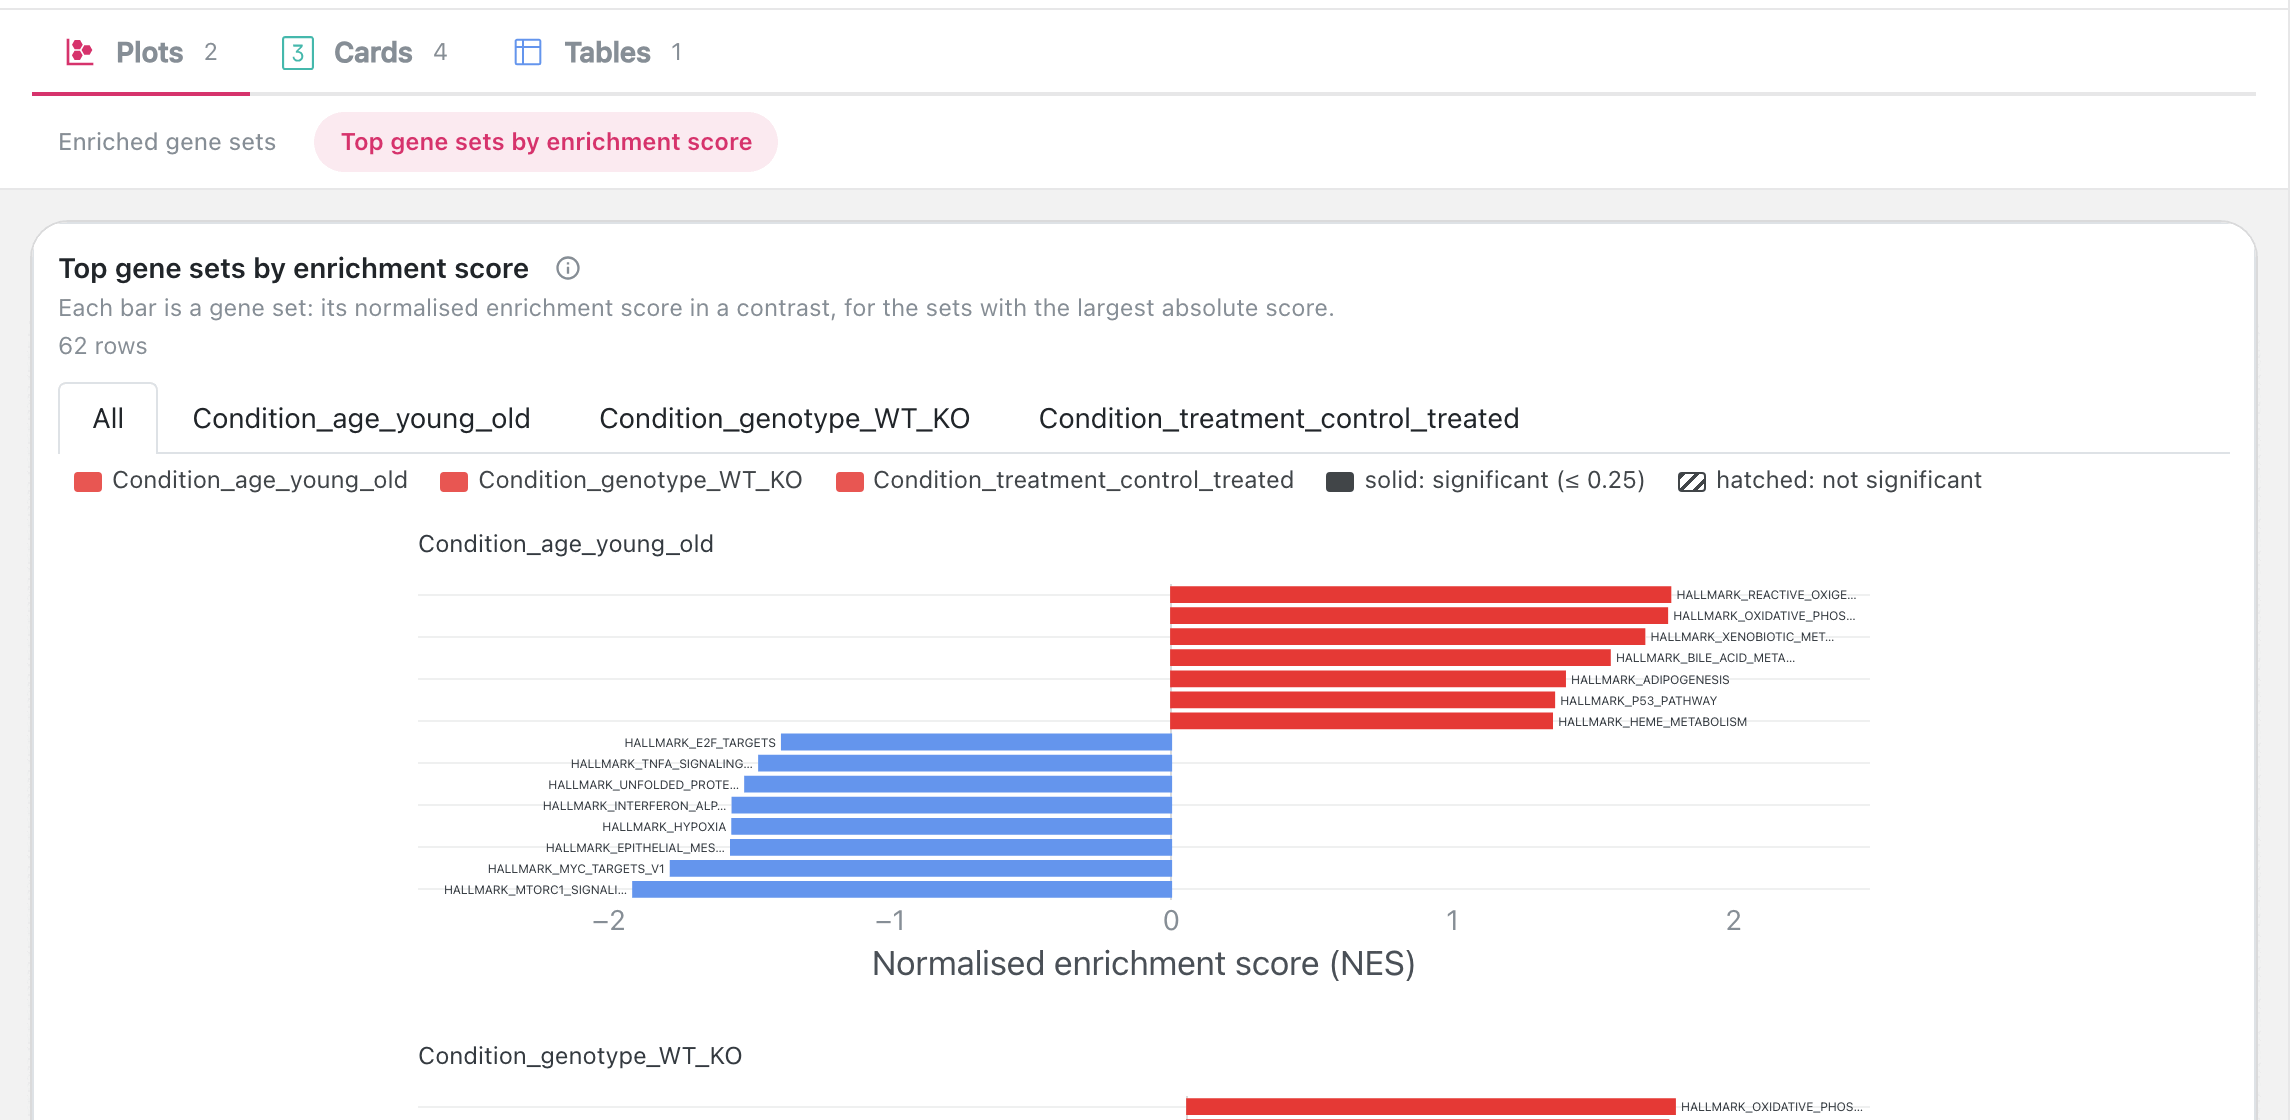 Plots 2 3 Cards 4 Tables 1
Enriched gene sets Top gene sets by enrichment score
Top gene sets by enrichment score
Each bar is a gene set: its normalised enrichment score in a contrast, for the sets with the largest absolute score.
62 rows
All Condition_age_young_old Condition_genotype_WT_KO Condition_treatment_control_treated
Condition_age_young_old Condition_genotype_WT_KO Condition_treatment_control_treated solid: significant (≤ 0.25) hatched: not significant
Condition_age_young_old
HALLMARK_REACTIVE_OXIGE...
HALLMARK_OXIDATIVE_PHOS...
HALLMARK_XENOBIOTIC_MET...
HALLMARK_BILE_ACID_META...
HALLMARK_ADIPOGENESIS
HALLMARK_P53_PATHWAY
HALLMARK_HEME_METABOLISM
HALLMARK_E2F_TARGETS
HALLMARK_TNFA_SIGNALING...
HALLMARK_UNFOLDED_PROTE...
HALLMARK_INTERFERON_ALP...
HALLMARK_HYPOXIA
HALLMARK_EPITHELIAL_MES...
HALLMARK_MYC_TARGETS_V1
HALLMARK_MTORC1_SIGNALI...
−2 −1 0 1 2
Normalised enrichment score (NES)
Condition_genotype_WT_KO
HALLMARK_OXIDATIVE_PHOS...